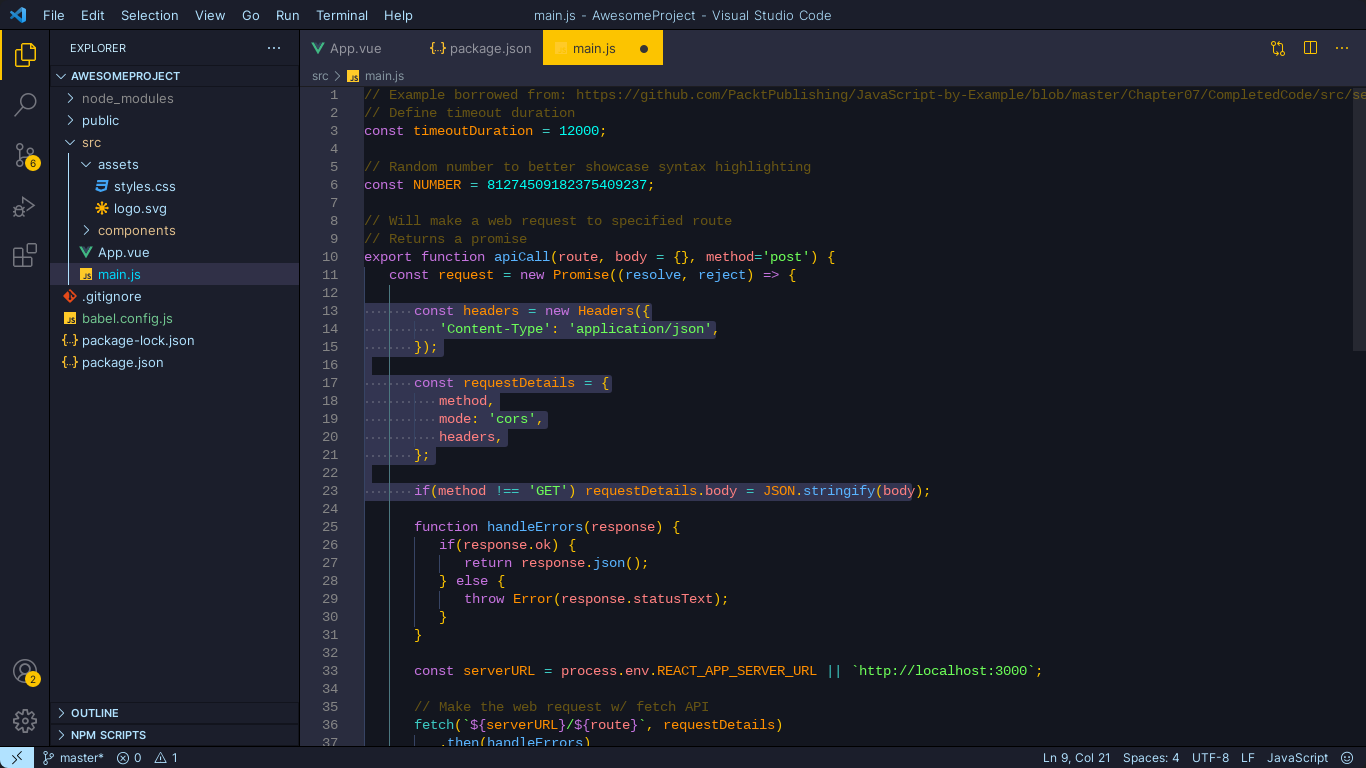 File Edit Selection View Go Run Terminal Help
main.js - AwesomeProject - Visual Studio Code
EXPLORER
AWESOMEPROJECT
node_modules
public
src
assets
styles.css
logo.svg
components
App.vue
main.js
.gitignore
babel.config.js
package-lock.json
package.json
OUTLINE
NPM SCRIPTS
6
2
App.vue {..} package.json main.js
src > JS main.js
1 // Example borrowed from: https://github.com/PacktPublishing/JavaScript-by-Example/blob/master/Chapter07/CompletedCode/src/se
2 // Define timeout duration
3 const timeoutDuration = 12000;
4
5 // Random number to better showcase syntax highlighting
6 const NUMBER = 81274509182375409237;
7
8 // Will make a web request to specified route
9 // Returns a promise
10 export function apiCall(route, body = {}, method='post') {
11 const request = new Promise((resolve, reject) => {
12
13 const headers = new Headers({
14 'Content-Type': 'application/json',
15 });
16
17 const requestDetails = {
18 method,
19 mode: 'cors',
20 headers,
21 };
22
23 if(method !== 'GET') requestDetails.body = JSON.stringify(body);
24
25 function handleErrors(response) {
26 if(response.ok) {
27 return response.json();
28 } else {
29 throw Error(response.statusText);
30 }
31 }
32
33 const serverURL = process.env.REACT_APP_SERVER_URL || `http://localhost:3000`;
34
35 // Make the web request w/ fetch API
36 fetch(`${serverURL}/${route}`, requestDetails)
37 .then(handleErrors)
master* 0 1
Ln 9, Col 21 Spaces: 4 UTF-8 LF JavaScript